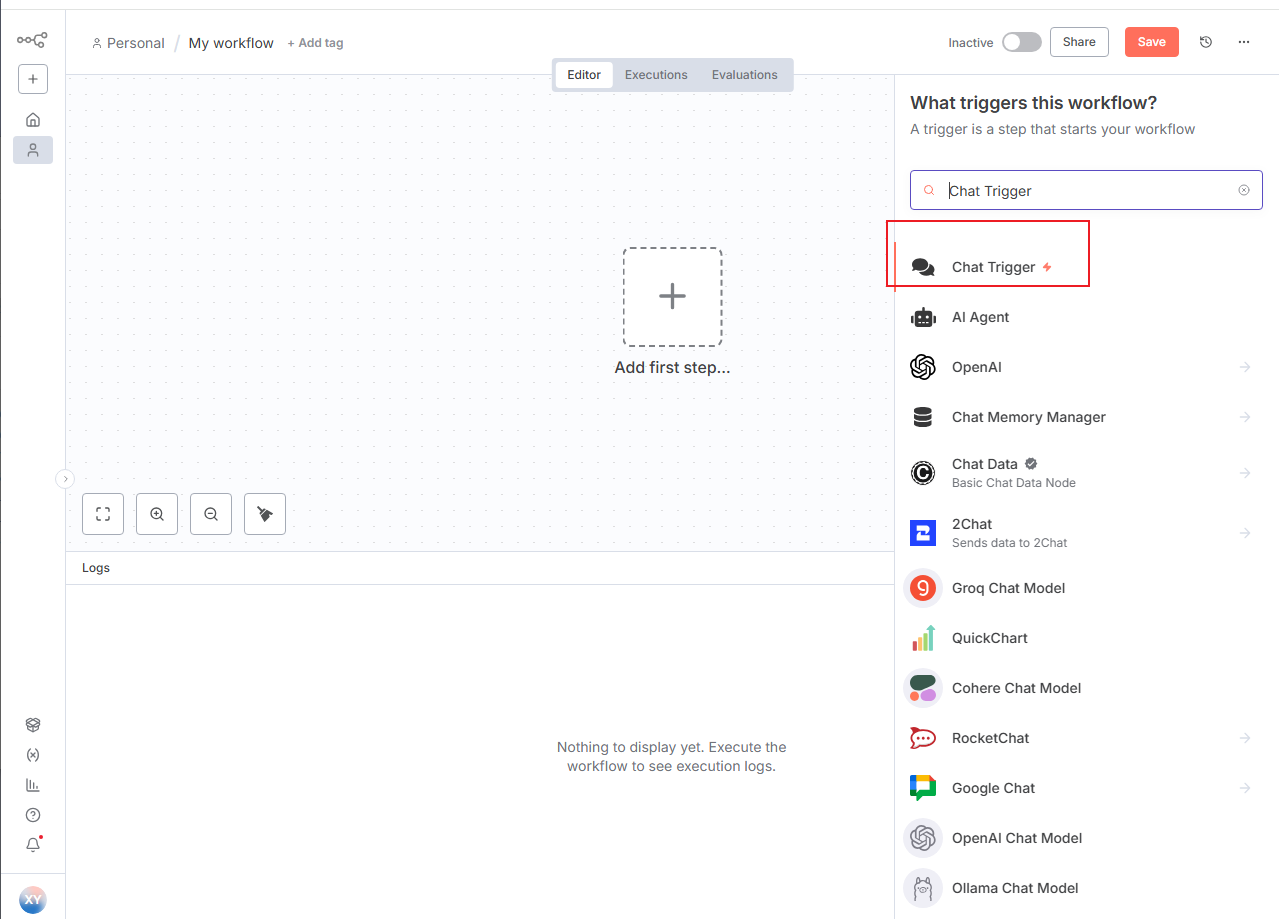 Personal / My workflow + Add tag
Inactive Share Save
Editor Executions Evaluations
What triggers this workflow?
A trigger is a step that starts your workflow
Chat Trigger
Chat Trigger
AI Agent
OpenAI
Chat Memory Manager
Chat Data
Basic Chat Data Node
2Chat
Sends data to 2Chat
Groq Chat Model
QuickChart
Cohere Chat Model
RocketChat
Google Chat
OpenAI Chat Model
Ollama Chat Model
Add first step...
Logs
Nothing to display yet. Execute the
workflow to see execution logs.
XY